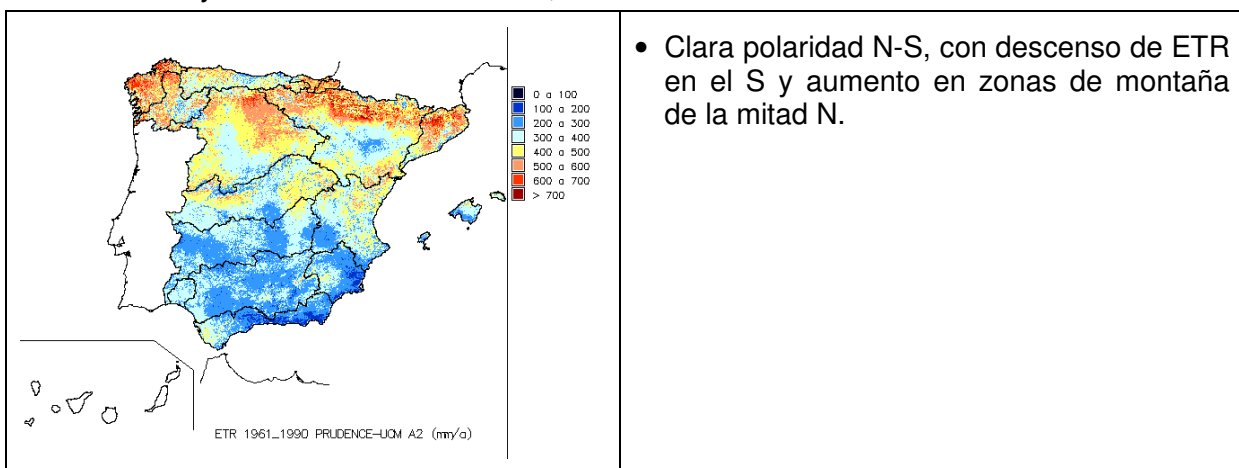 0 a 100
100 a 200
200 a 300
300 a 400
400 a 500
500 a 600
600 a 700
> 700
ETR 1961_1990 PRUDENCE-UCM A2 (mm/a)
• Clara polaridad N-S, con descenso de ETR
en el S y aumento en zonas de montaña
de la mitad N.